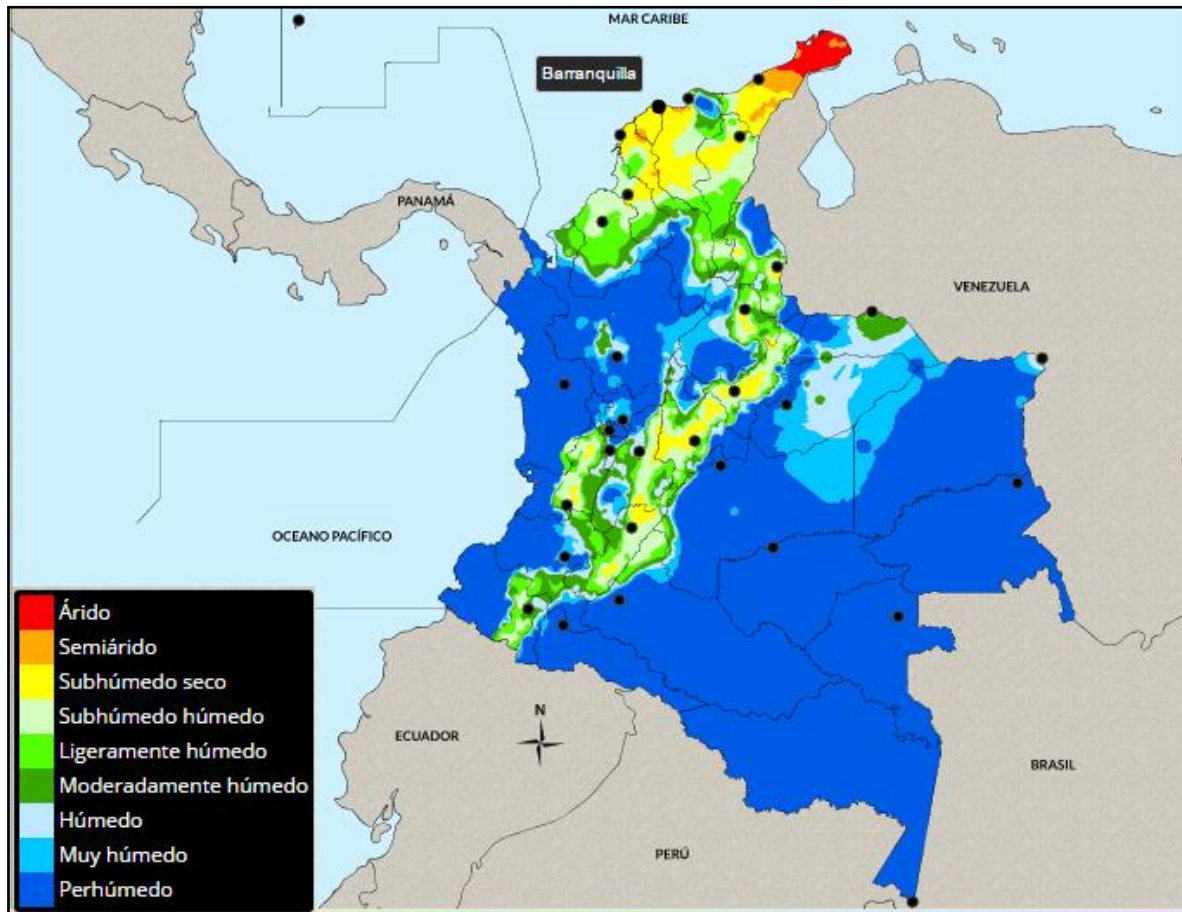 MAR CARIBE
Barranquilla
PANAMÁ
VENEZUELA
OCEANO PACÍFICO
Árido
Semiárido
Subhúmedo seco
Subhúmedo húmedo
Ligeramente húmedo
Moderadamente húmedo
Húmedo
Muy húmedo
Perhúmedo
N
ECUADOR
BRASIL
PERÚ